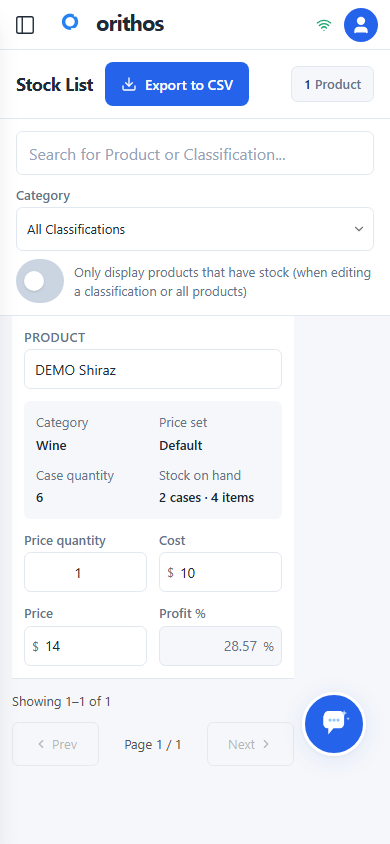 orithos
Stock List
Export to CSV
1 Product
Search for Product or Classification...
Category
All Classifications
Only display products that have stock (when editing
a classification or all products)
PRODUCT
DEMO Shiraz
Category
Price set
Wine
Default
Case quantity
Stock on hand
6
2 cases · 4 items
Price quantity
Cost
1
$ 10
Price
Profit %
$ 14
28.57 %
Showing 1–1 of 1
Prev
Page 1 / 1
Next